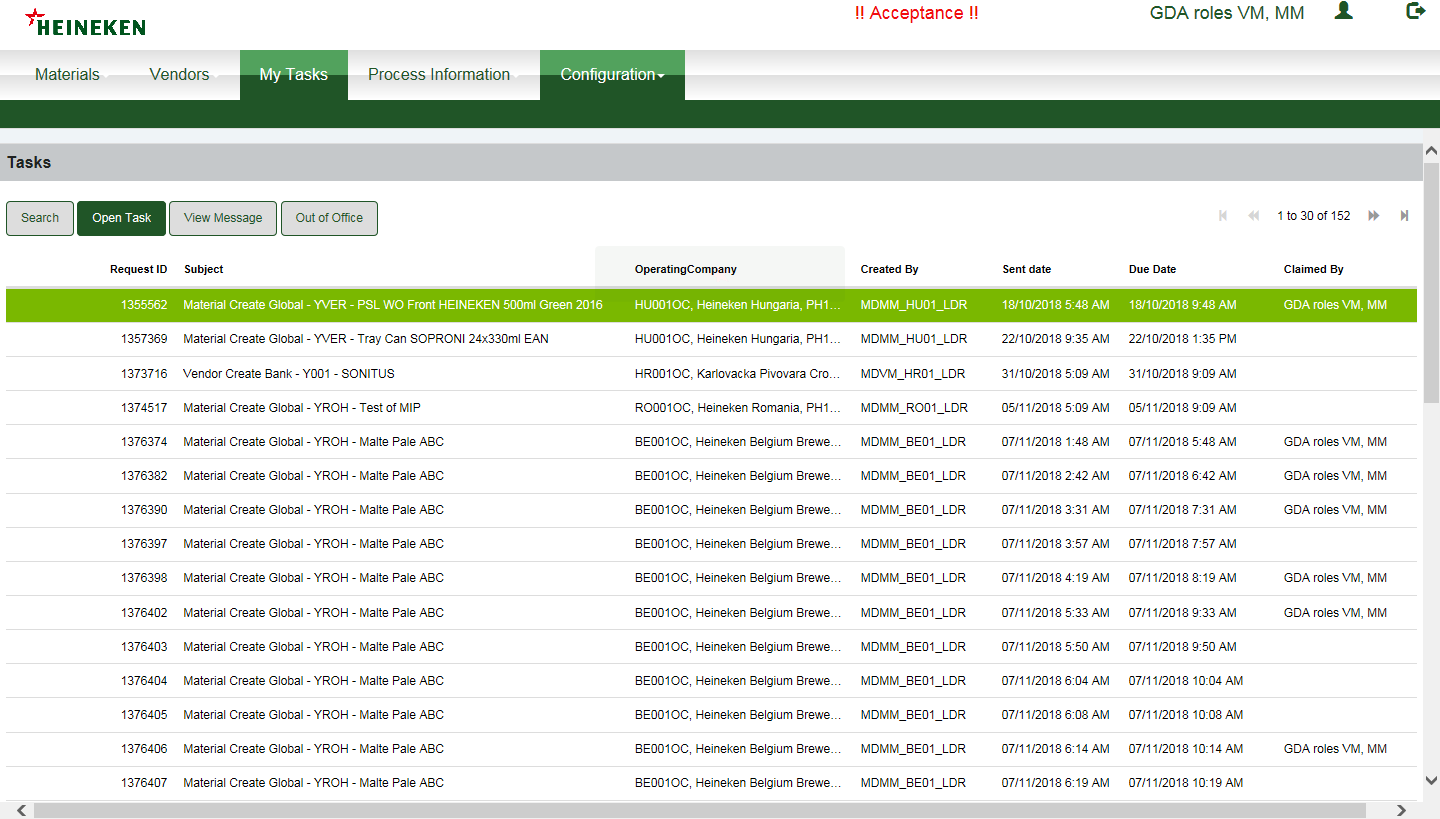 HEINEKEN !! Acceptance !! GDA roles VM, MM
Materials Vendors My Tasks Process Information Configuration
Tasks
Search Open Task View Message Out of Office 1 to 30 of 152
Request ID Subject OperatingCompany Created By Sent date Due Date Claimed By
1355562 Material Create Global - YVER - PSL WO Front HEINEKEN 500ml Green 2016 HU001OC, Heineken Hungaria, PH1... MDMM_HU01_LDR 18/10/2018 5:48 AM 18/10/2018 9:48 AM GDA roles VM, MM
1357369 Material Create Global - YVER - Tray Can SOPRONI 24x330ml EAN HU001OC, Heineken Hungaria, PH1... MDMM_HU01_LDR 22/10/2018 9:35 AM 22/10/2018 1:35 PM
1373716 Vendor Create Bank - Y001 - SONITUS HR001OC, Karlovacka Pivovara Cro... MDVM_HR01_LDR 31/10/2018 5:09 AM 31/10/2018 9:09 AM
1374517 Material Create Global - YROH - Test of MIP RO001OC, Heineken Romania, PH1... MDMM_RO01_LDR 05/11/2018 5:09 AM 05/11/2018 9:09 AM
1376374 Material Create Global - YROH - Malte Pale ABC BE001OC, Heineken Belgium Brewe... MDMM_BE01_LDR 07/11/2018 1:48 AM 07/11/2018 5:48 AM GDA roles VM, MM
1376382 Material Create Global - YROH - Malte Pale ABC BE001OC, Heineken Belgium Brewe... MDMM_BE01_LDR 07/11/2018 2:42 AM 07/11/2018 6:42 AM GDA roles VM, MM
1376390 Material Create Global - YROH - Malte Pale ABC BE001OC, Heineken Belgium Brewe... MDMM_BE01_LDR 07/11/2018 3:31 AM 07/11/2018 7:31 AM GDA roles VM, MM
1376397 Material Create Global - YROH - Malte Pale ABC BE001OC, Heineken Belgium Brewe... MDMM_BE01_LDR 07/11/2018 3:57 AM 07/11/2018 7:57 AM
1376398 Material Create Global - YROH - Malte Pale ABC BE001OC, Heineken Belgium Brewe... MDMM_BE01_LDR 07/11/2018 4:19 AM 07/11/2018 8:19 AM GDA roles VM, MM
1376402 Material Create Global - YROH - Malte Pale ABC BE001OC, Heineken Belgium Brewe... MDMM_BE01_LDR 07/11/2018 5:33 AM 07/11/2018 9:33 AM GDA roles VM, MM
1376403 Material Create Global - YROH - Malte Pale ABC BE001OC, Heineken Belgium Brewe... MDMM_BE01_LDR 07/11/2018 5:50 AM 07/11/2018 9:50 AM
1376404 Material Create Global - YROH - Malte Pale ABC BE001OC, Heineken Belgium Brewe... MDMM_BE01_LDR 07/11/2018 6:04 AM 07/11/2018 10:04 AM
1376405 Material Create Global - YROH - Malte Pale ABC BE001OC, Heineken Belgium Brewe... MDMM_BE01_LDR 07/11/2018 6:08 AM 07/11/2018 10:08 AM
1376406 Material Create Global - YROH - Malte Pale ABC BE001OC, Heineken Belgium Brewe... MDMM_BE01_LDR 07/11/2018 6:14 AM 07/11/2018 10:14 AM GDA roles VM, MM
1376407 Material Create Global - YROH - Malte Pale ABC BE001OC, Heineken Belgium Brewe... MDMM_BE01_LDR 07/11/2018 6:19 AM 07/11/2018 10:19 AM